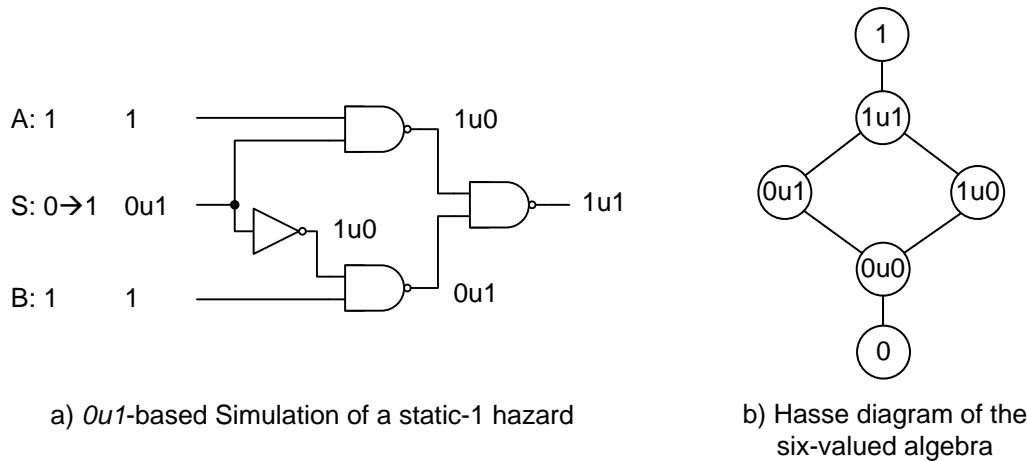 A: 1 1
1u0
S: 0→1 0u1
1u0
1u1
B: 1 1
0u1
a) 0u1-based Simulation of a static-1 hazard
1
1u1
0u1 1u0
0u0
0
b) Hasse diagram of the
six-valued algebra